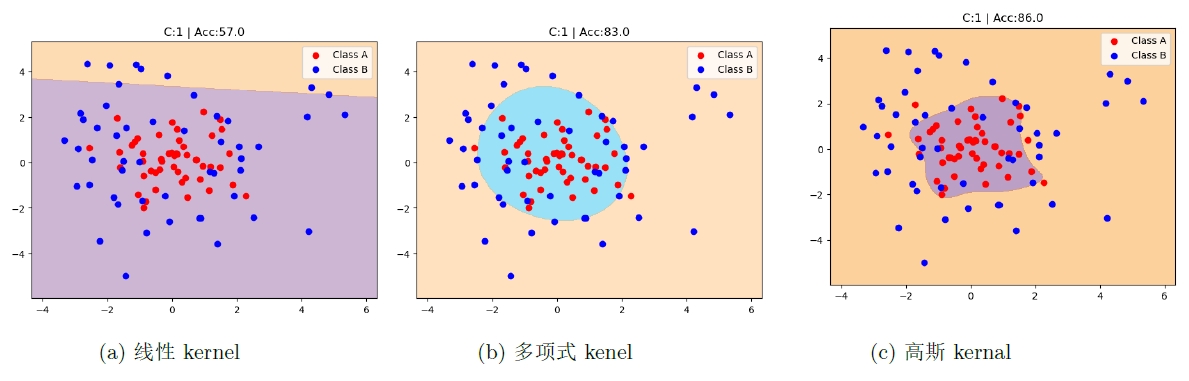 C:1 | Acc:57.0
Class A
Class B
4
2
0
−2
−4
−4
−2
0
2
4
6
(a) 线性 kernel
C:1 | Acc:83.0
Class A
Class B
4
2
0
−2
−4
−4
−2
0
2
4
6
(b) 多项式 kenel
C:1 | Acc:86.0
Class A
Class B
4
2
0
−2
−4
−4
−2
0
2
4
6
(c) 高斯 kernal